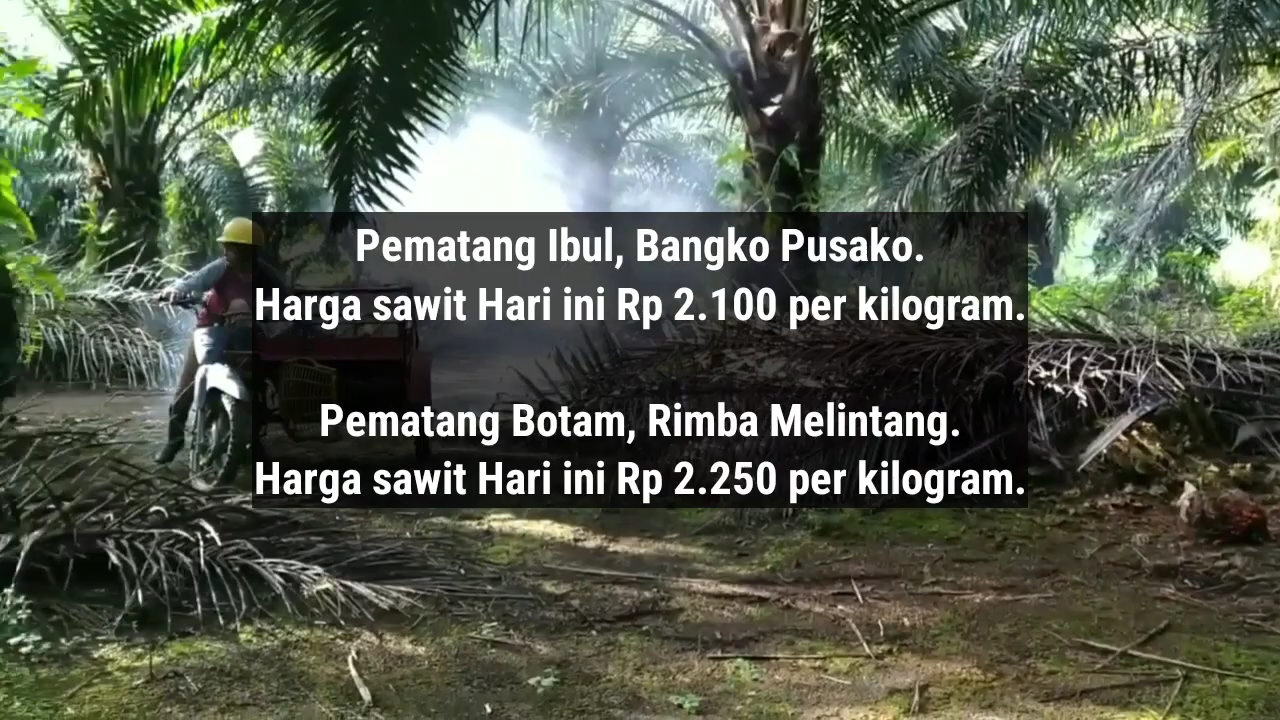 Pematang Ibul, Bangko Pusako.
Harga sawit Hari ini Rp 2.100 per kilogram.
Pematang Botam, Rimba Melintang.
Harga sawit Hari ini Rp 2.250 per kilogram.